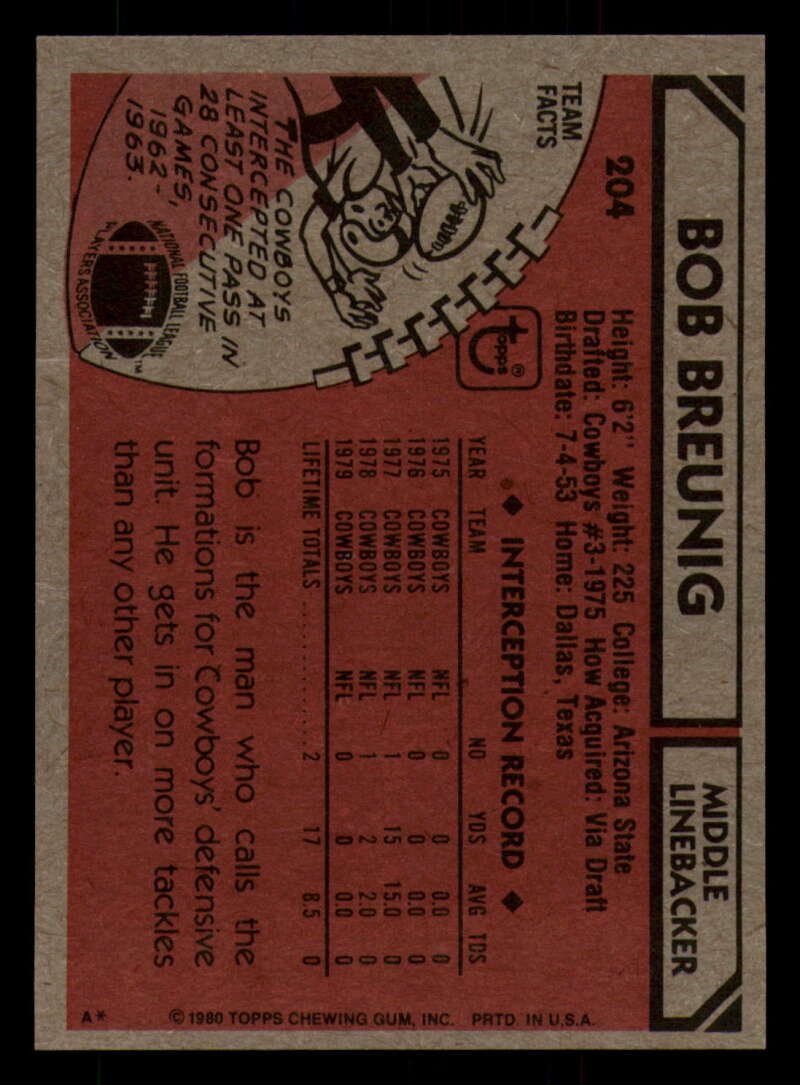 BOB BREUNIG
MIDDLE
LINEBACKER
204
Height: 6'2" Weight: 225 College: Arizona State
Drafted: Cowboys #3-1975 How Acquired: Via Draft
Birthdate: 7-4-53 Home: Dallas, Texas
TEAM
FACTS
topps®
THE COWBOYS
INTERCEPTED AT
LEAST ONE PASS IN
28 CONSECUTIVE
GAMES,
1962-
1963.
NATIONAL FOOTBALL LEAGUE
PLAYERS ASSOCIATION™
◆ INTERCEPTION RECORD ◆
YEAR TEAM NO YDS AVG TDS
1975 COWBOYS NFL 0 0 0.0 0
1976 COWBOYS NFL 0 0 0.0 0
1977 COWBOYS NFL 1 15 15.0 0
1978 COWBOYS NFL 1 2 2.0 0
1979 COWBOYS NFL 0 0 0.0 0
LIFETIME TOTALS .................. 2 17 8.5 0
Bob is the man who calls the
formations for Cowboys' defensive
unit. He gets in on more tackles
than any other player.
A* © 1980 TOPPS CHEWING GUM, INC. PRTD. IN U.S.A.